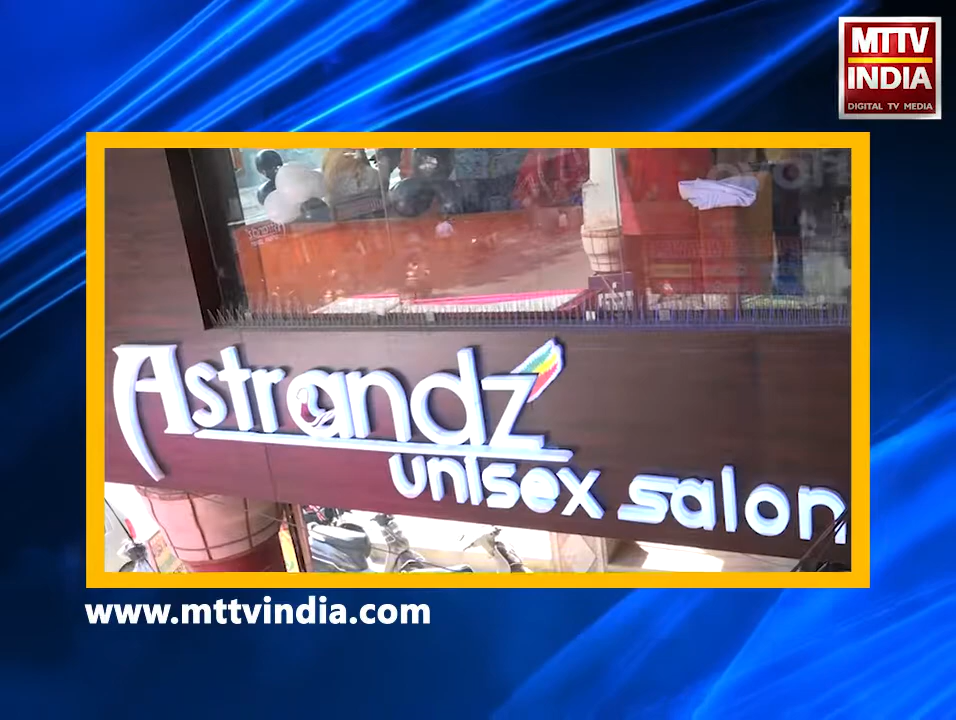 MTTV
INDIA
DIGITAL TV MEDIA
Astrandz
unisex salon
www.mttvindia.com